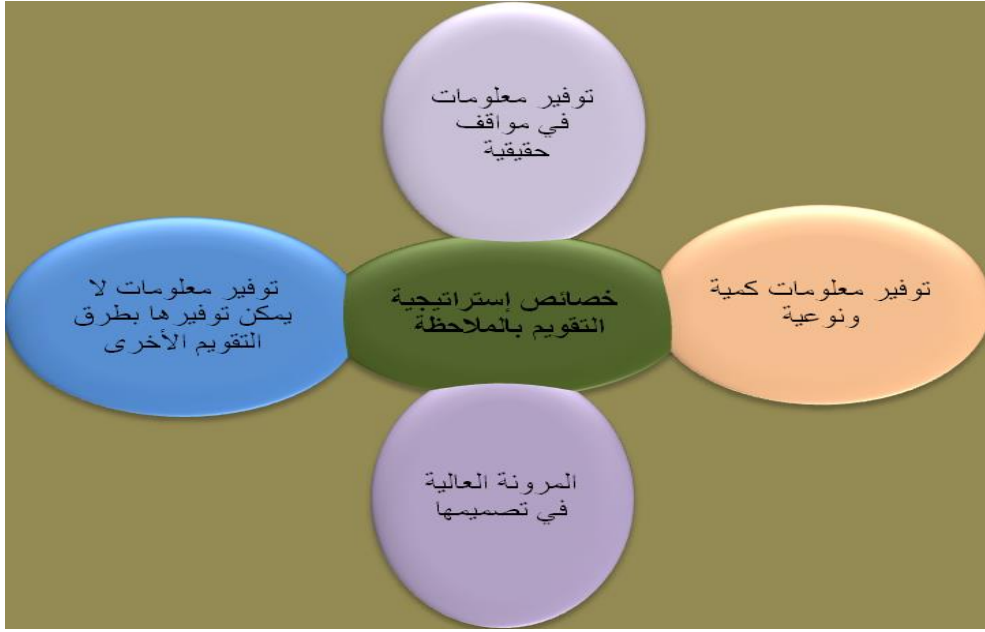 توفير معلومات
في مواقف
حقيقية
توفير معلومات كمية
ونوعية
خصائص إستراتيجية
التقويم بالملاحظة
توفير معلومات لا
يمكن توفيرها بطرق
التقويم الأخرى
المرونة العالية
في تصميمها